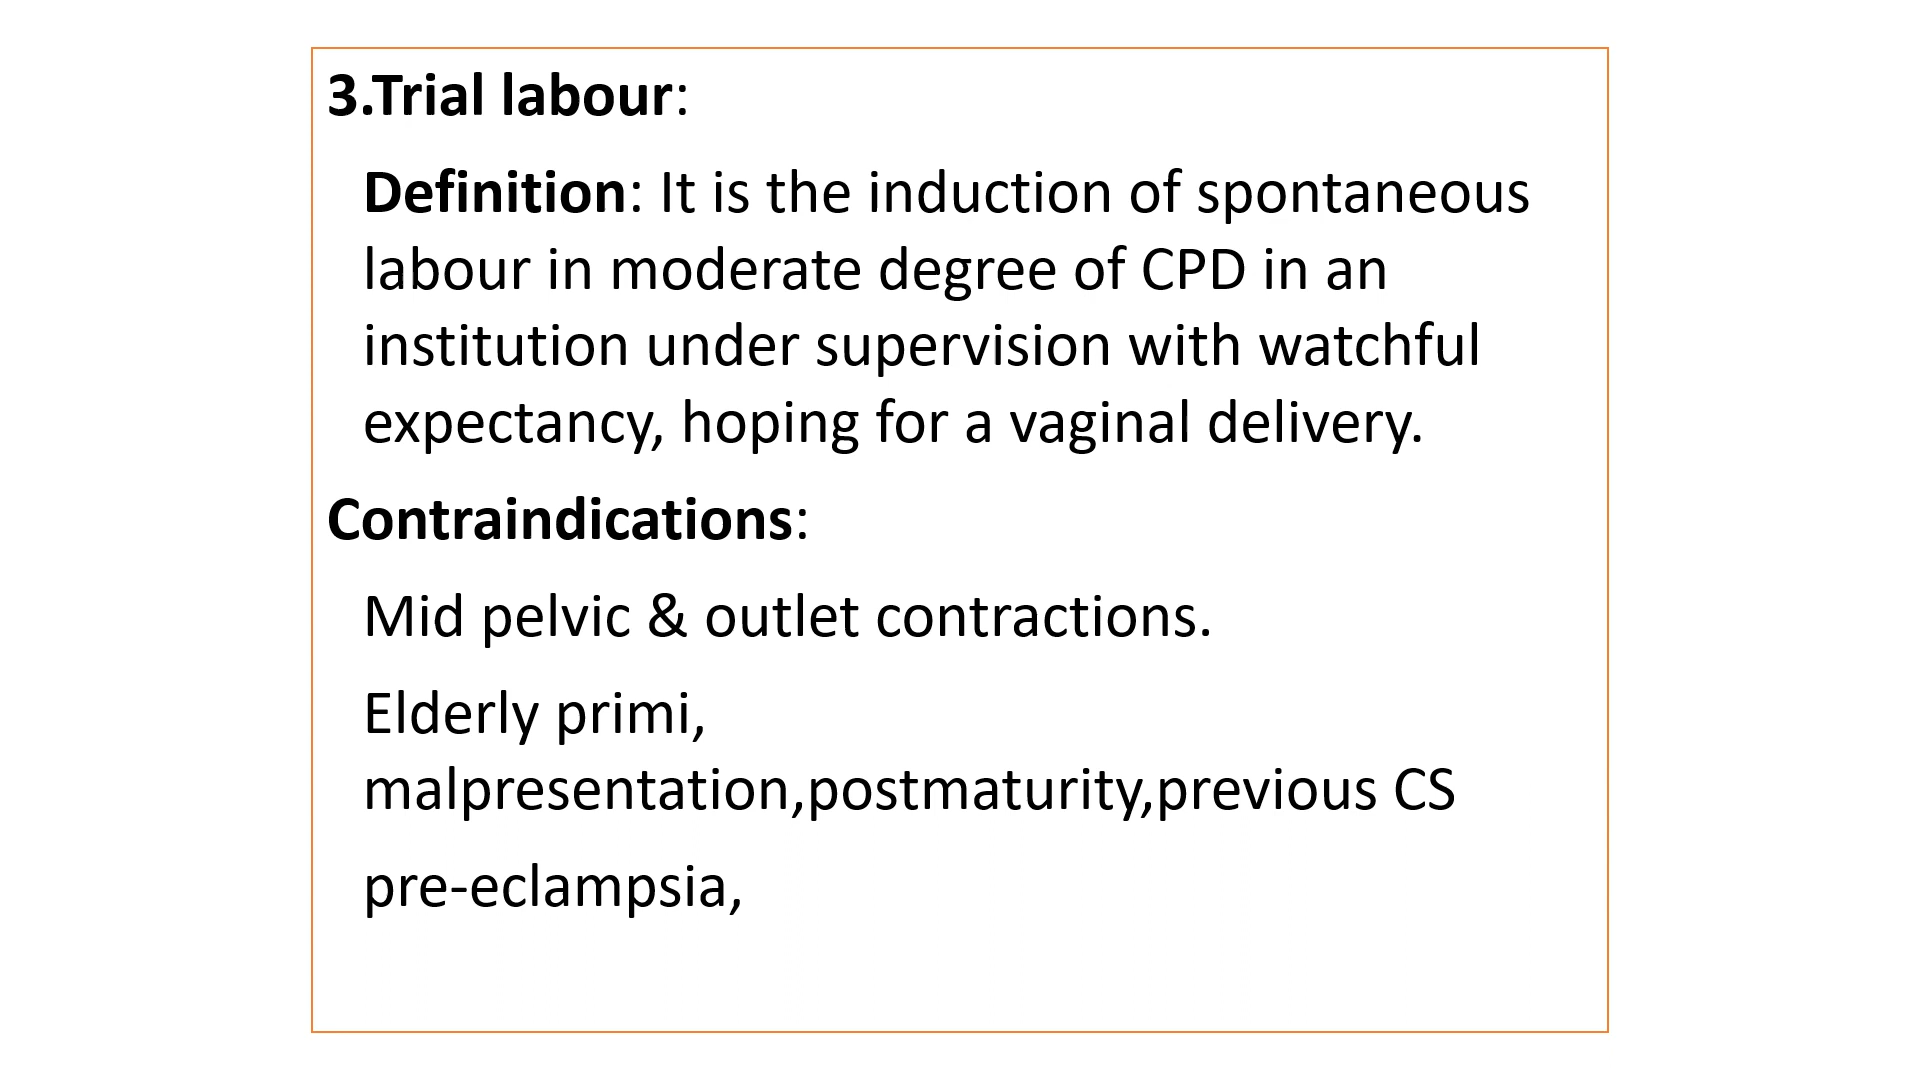 3.Trial labour:
Definition: It is the induction of spontaneous
labour in moderate degree of CPD in an
institution under supervision with watchful
expectancy, hoping for a vaginal delivery.
Contraindications:
Mid pelvic & outlet contractions.
Elderly primi,
malpresentation,postmaturity,previous CS
pre-eclampsia,